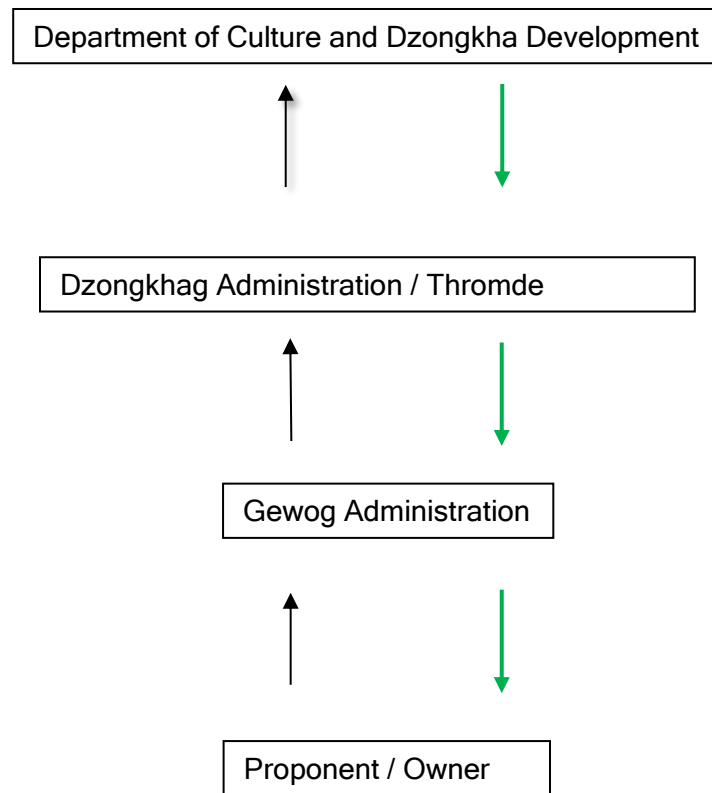 Department of Culture and Dzongkha Development
Dzongkhag Administration / Thromde
Gewog Administration
Proponent / Owner